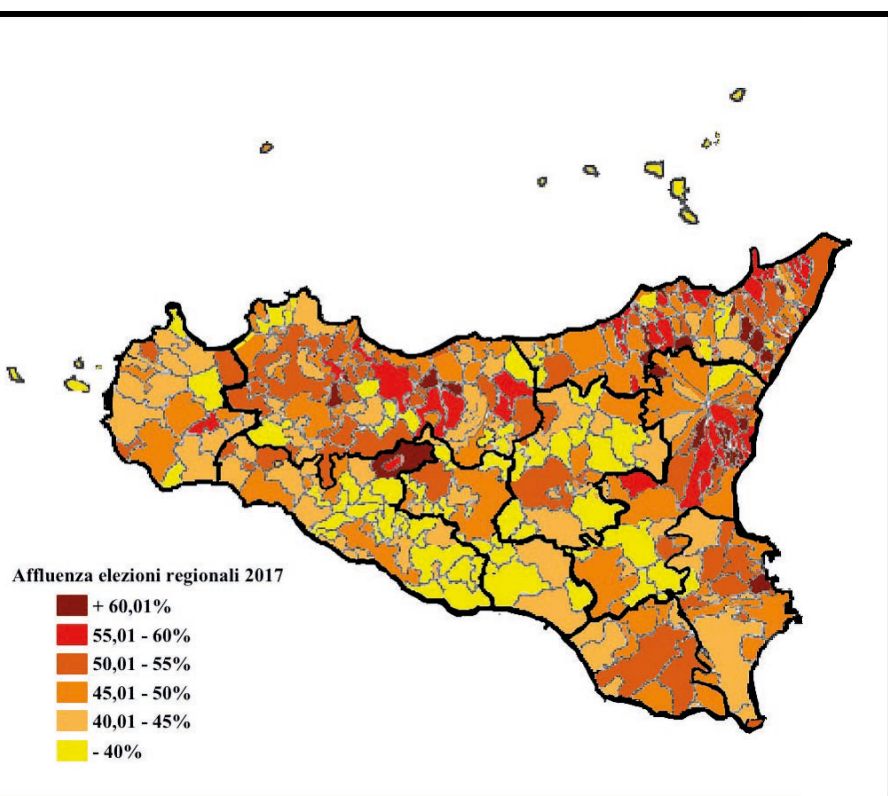 Affluenza elezioni regionali 2017
+ 60,01%
55,01 - 60%
50,01 - 55%
45,01 - 50%
40,01 - 45%
- 40%